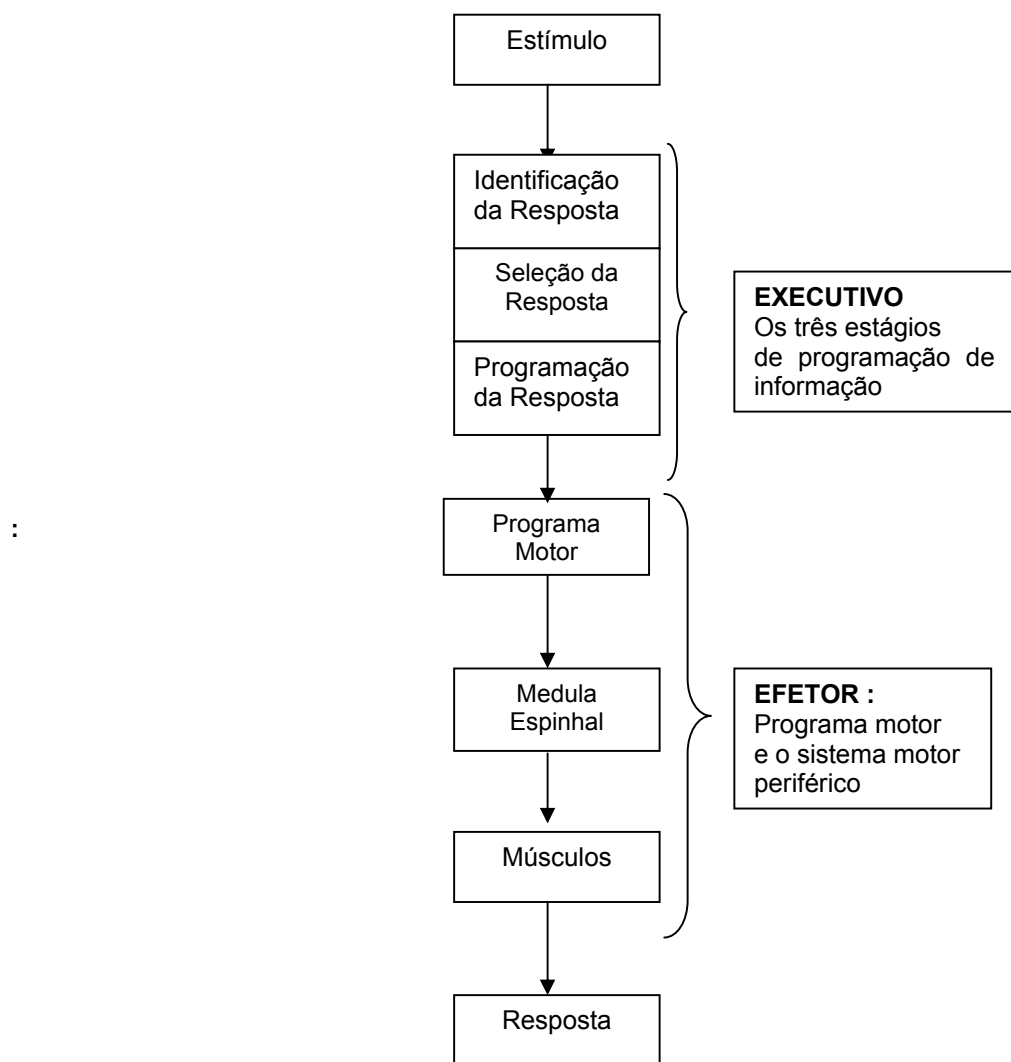 Estímulo
Identificação
da Resposta
Seleção da
Resposta
Programação
da Resposta
EXECUTIVO
Os três estágios
de programação de
informação
:
Programa
Motor
Medula
Espinhal
EFETOR :
Programa motor
e o sistema motor
periférico
Músculos
Resposta